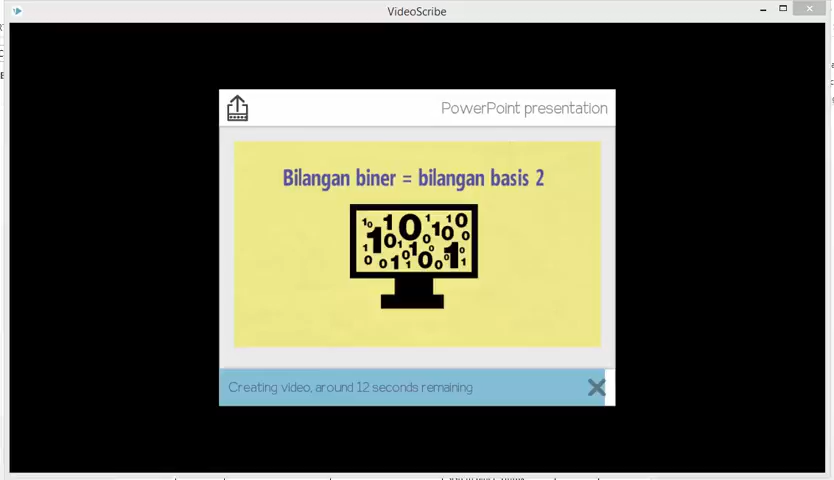 VideoScribe
PowerPoint presentation
Bilangan biner = bilangan basis 2
Creating video, around 12 seconds remaining